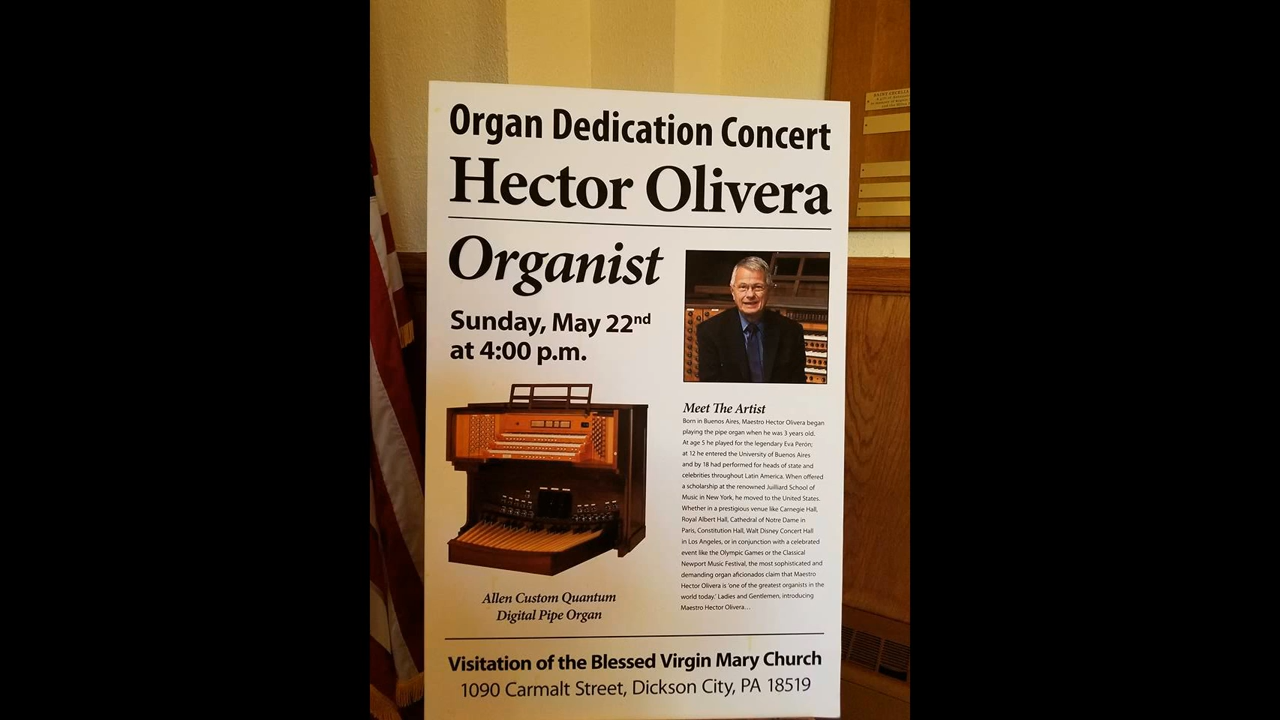 Organ Dedication Concert
Hector Olivera
Organist
Sunday, May 22nd
at 4:00 p.m.
Allen Custom Quantum
Digital Pipe Organ
Meet The Artist
Born in Buenos Aires, Maestro Hector Olivera began
playing the pipe organ when he was 3 years old.
At age 5 he played for the legendary Eva Perón;
at 12 he entered the University of Buenos Aires
and by 18 had performed for heads of state and
celebrities throughout Latin America. When offered
a scholarship at the renowned Juilliard School of
Music in New York, he moved to the United States.
Whether in a prestigious venue like Carnegie Hall,
Royal Albert Hall, Cathedral of Notre Dame in
Paris, Constitution Hall, Walt Disney Concert Hall
in Los Angeles, or in conjunction with a celebrated
event like the Olympic Games or the Classical
Newport Music Festival, the most sophisticated and
demanding organ aficionados claim that Maestro
Hector Olivera is 'one of the greatest organists in the
world today.' Ladies and Gentlemen, introducing
Maestro Hector Olivera...
Visitation of the Blessed Virgin Mary Church
1090 Carmalt Street, Dickson City, PA 18519